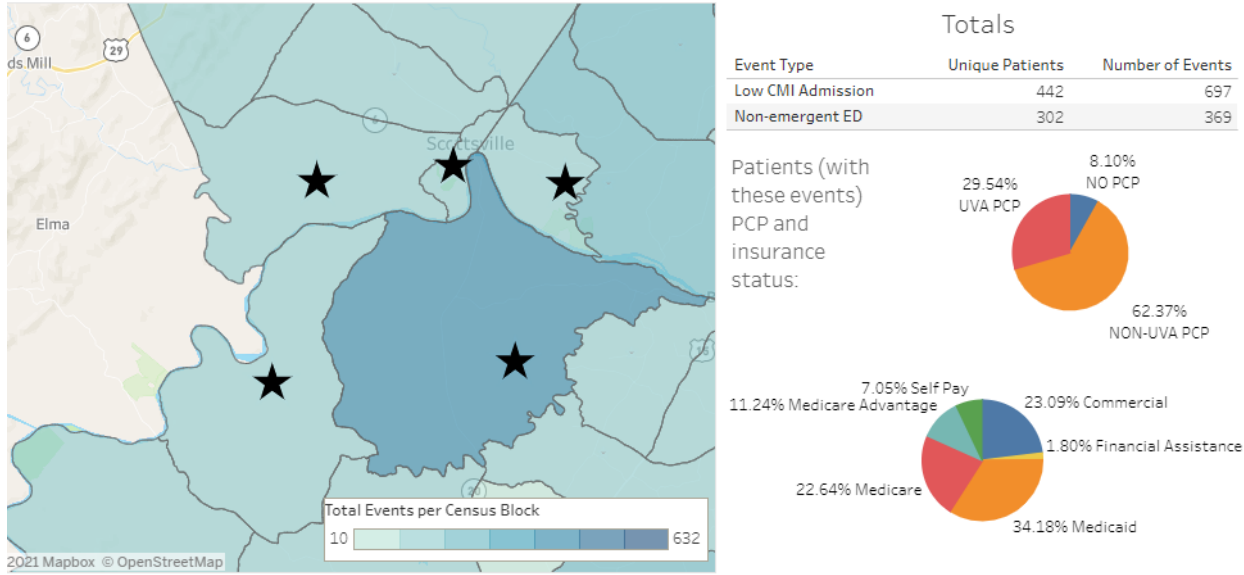 6
29
ds Mill
6
Scottsville
Elma
15
20
Total Events per Census Block
10
632
2021 Mapbox © OpenStreetMap
Totals
Event Type Unique Patients Number of Events
Low CMI Admission 442 697
Non-emergent ED 302 369
Patients (with
these events)
PCP and
insurance
status:
8.10%
NO PCP
29.54%
UVA PCP
62.37%
NON-UVA PCP
7.05% Self Pay
23.09% Commercial
11.24% Medicare Advantage
1.80% Financial Assistance
22.64% Medicare
34.18% Medicaid